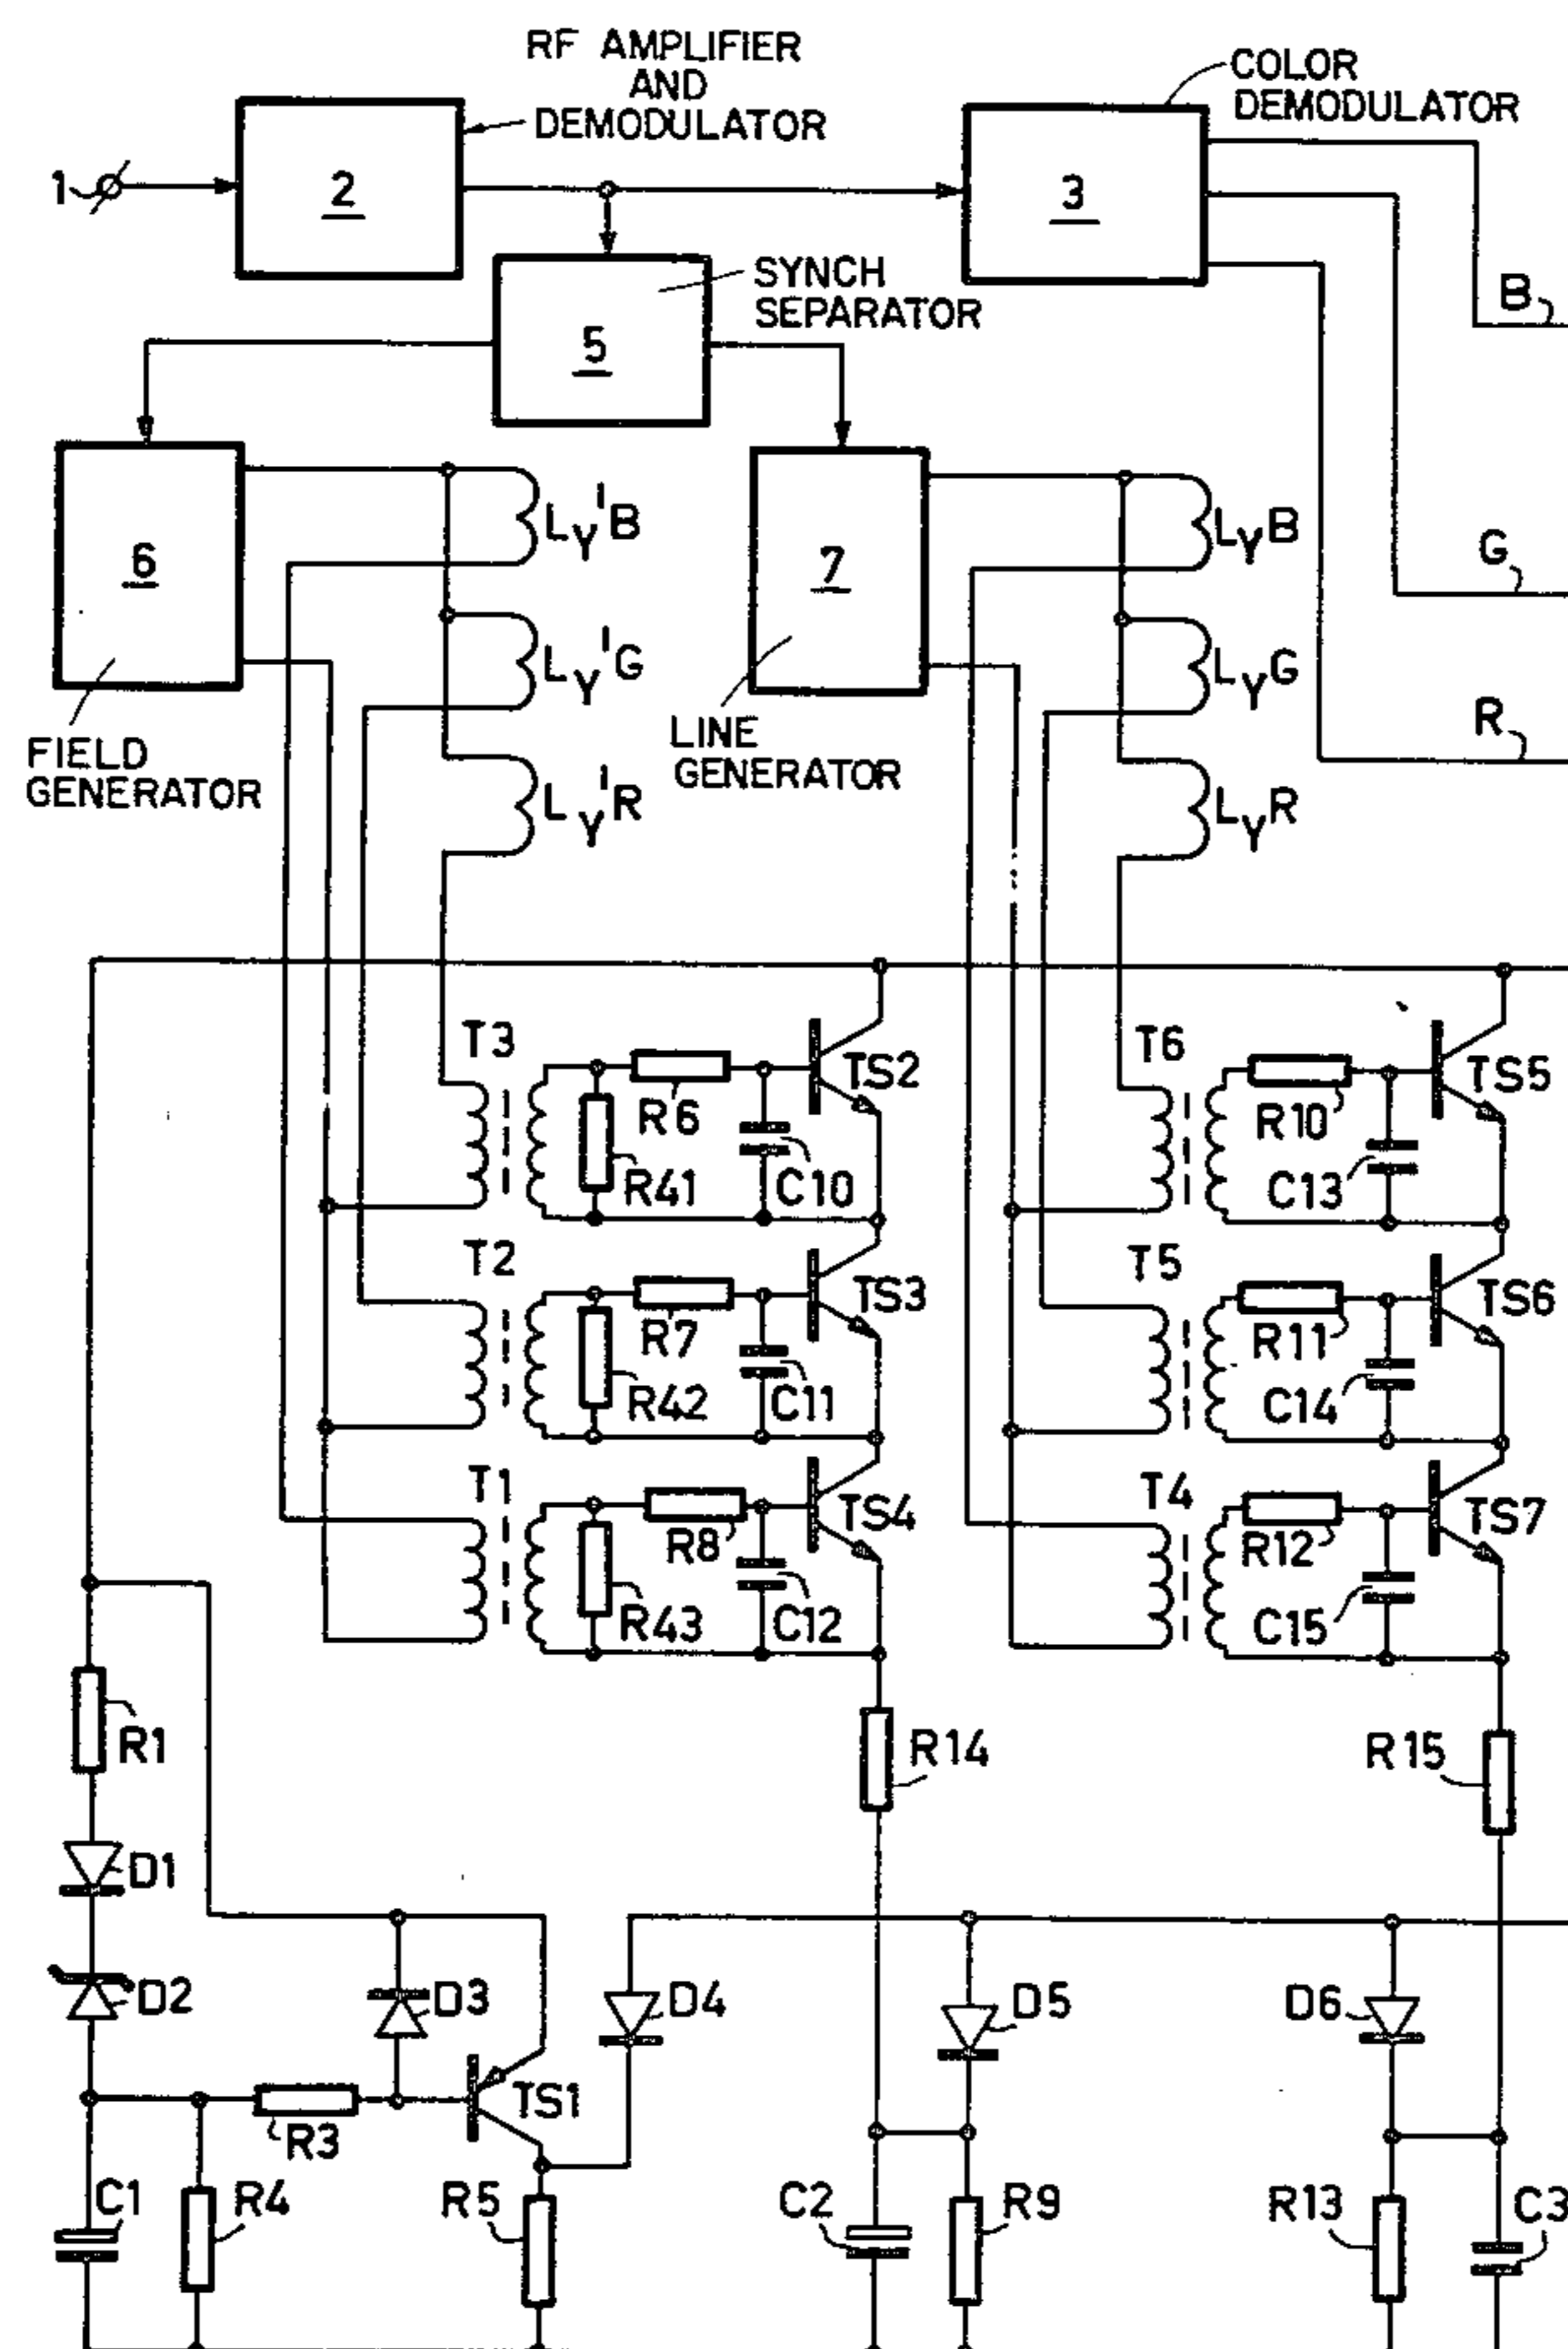 RF AMPLIFIER
AND
DEMODULATOR
COLOR
DEMODULATOR
1
2
3
SYNCH
SEPARATOR
5
B
6
LY'B
7
LYB
G
LY'G
LYG
FIELD
GENERATOR
LINE
GENERATOR
R
LY'R
LYR
T3
TS2
R6
R41
C10
T6
TS5
R10
C13
T2
TS3
R7
R42
C11
T5
TS6
R11
C14
T1
TS4
R8
R43
C12
T4
TS7
R12
C15
R1
R14
R15
D1
D2
D3
D4
D5
D6
TS1
R3
C1
R4
R5
C2
R9
R13
C3